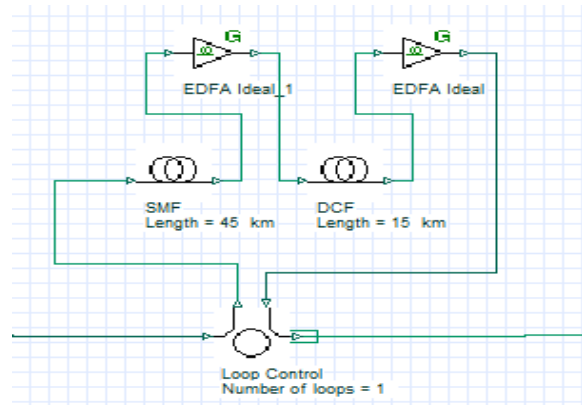 G
G
EDFA Ideal_1
EDFA Ideal
SMF
Length = 45 km
DCF
Length = 15 km
Loop Control
Number of loops = 1